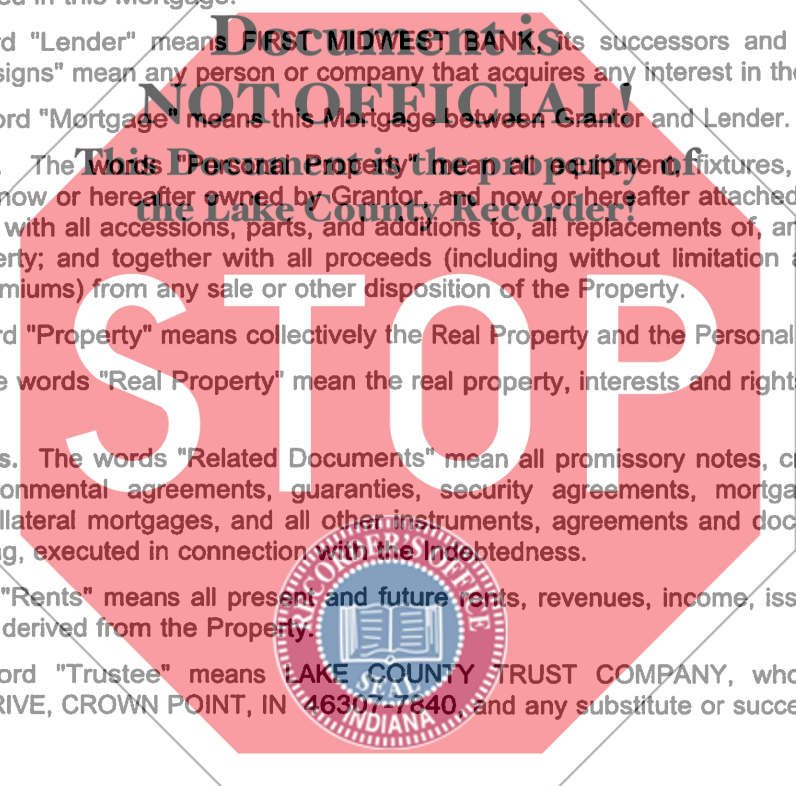 ed in this Mortgage.
Document is
rd "Lender" means FIRST MIDWEST BANK, its successors and
signs" mean any person or company that acquires any interest in the
NOT OFFICIAL!
ord "Mortgage" means this Mortgage between Grantor and Lender.
This Document is the property of
The words "Personal Property" mean all equipment, fixtures,
now or hereafter owned by Grantor, and now or hereafter attached
the Lake County Recorder!
with all accessions, parts, and additions to, all replacements of, an
erty; and together with all proceeds (including without limitation a
miums) from any sale or other disposition of the Property.
STOP
rd "Property" means collectively the Real Property and the Personal
e words "Real Property" mean the real property, interests and right
s. The words "Related Documents" mean all promissory notes, cr
onmental agreements, guaranties, security agreements, mortga
llateral mortgages, and all other instruments, agreements and doc
ng, executed in connection with the Indebtedness.
RECORDER'S OFFICE
"Rents" means all present and future rents, revenues, income, iss
derived from the Property.
ord "Trustee" means LAKE COUNTY TRUST COMPANY, who
SEAL
RIVE, CROWN POINT, IN 46307-7840, and any substitute or succe
INDIANA